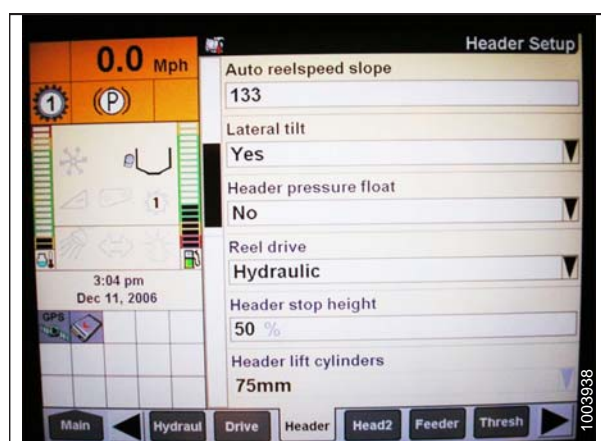 0.0 Mph
Header Setup
1
(P)
Auto reelspeed slope
133
Lateral tilt
Yes
Header pressure float
No
1
Reel drive
Hydraulic
3:04 pm
Dec 11, 2006
Header stop height
50 %
GPS
Header lift cylinders
75mm
Main
Hydraul
Drive
Header
Head2
Feeder
Thresh
1003938